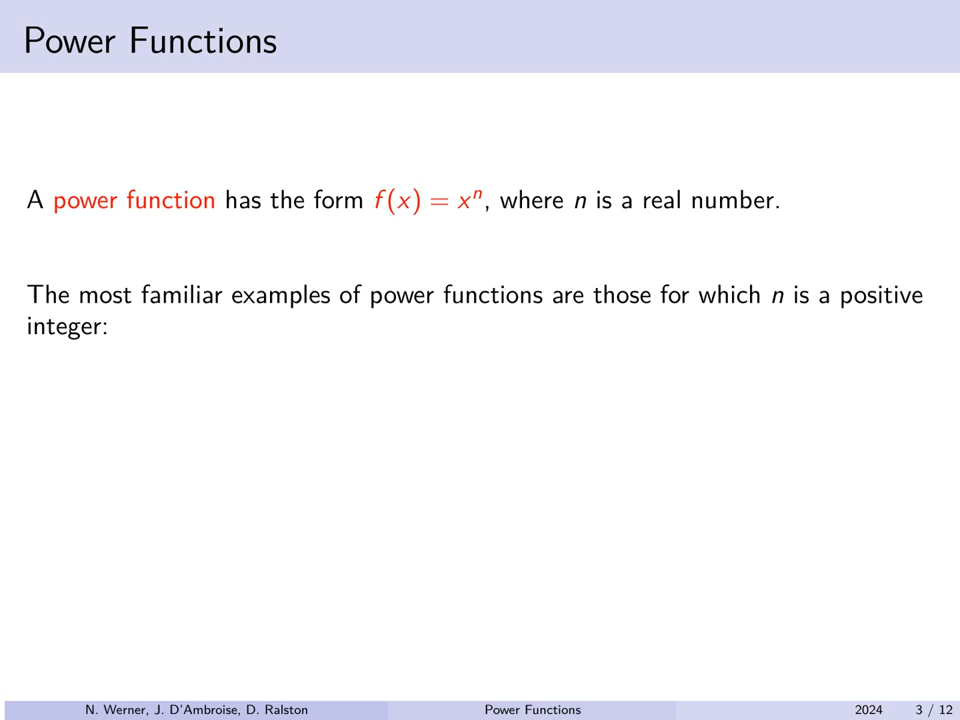 Power Functions
A power function has the form f(x) = xⁿ, where n is a real number.
The most familiar examples of power functions are those for which n is a positive
integer:
N. Werner, J. D'Ambroise, D. Ralston Power Functions 2024 3 / 12